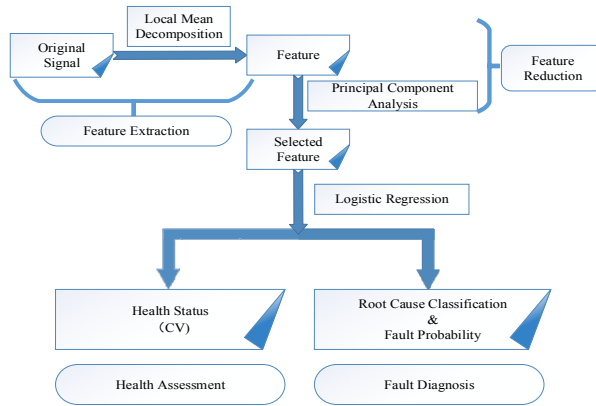 Local Mean
Decomposition
Original
Signal
Feature
Feature
Reduction
Principal Component
Analysis
Feature Extraction
Selected
Feature
Logistic Regression
Health Status
（CV)
Root Cause Classification
&
Fault Probability
Health Assessment
Fault Diagnosis